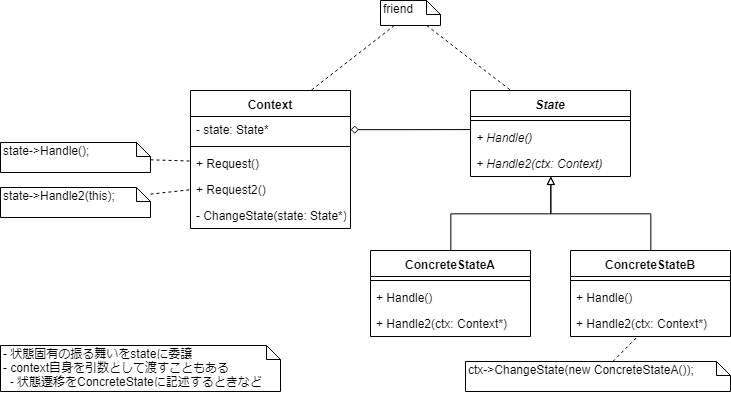 friend
Context
- state: State*
+ Request()
+ Request2()
- ChangeState(state: State*)
State
+ Handle()
+ Handle2(ctx: Context)
state->Handle();
state->Handle2(this);
ConcreteStateA
+ Handle()
+ Handle2(ctx: Context*)
ConcreteStateB
+ Handle()
+ Handle2(ctx: Context*)
- 状態固有の振る舞いをstateに委譲
- context自身を引数として渡すこともある
- 状態遷移をConcreteStateに記述するときなど
ctx->ChangeState(new ConcreteStateA());